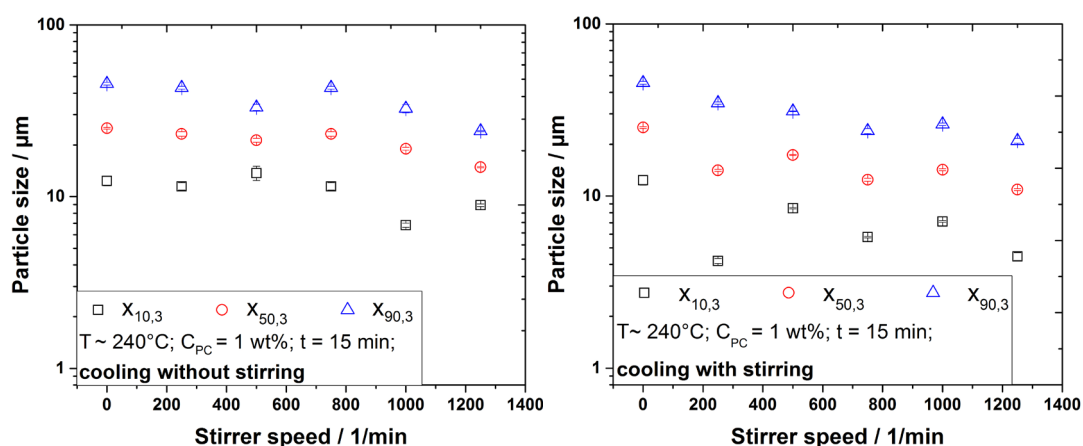 100
10
1
Particle size / µm
X10,3 X50,3 X90,3
T ~ 240°C; CPC = 1 wt%; t = 15 min;
cooling without stirring
0 200 400 600 800 1000 1200 1400
Stirrer speed / 1/min
100
10
1
Particle size / µm
X10,3 X50,3 X90,3
T ~ 240°C; CPC = 1 wt%; t = 15 min;
cooling with stirring
0 200 400 600 800 1000 1200 1400
Stirrer speed / 1/min